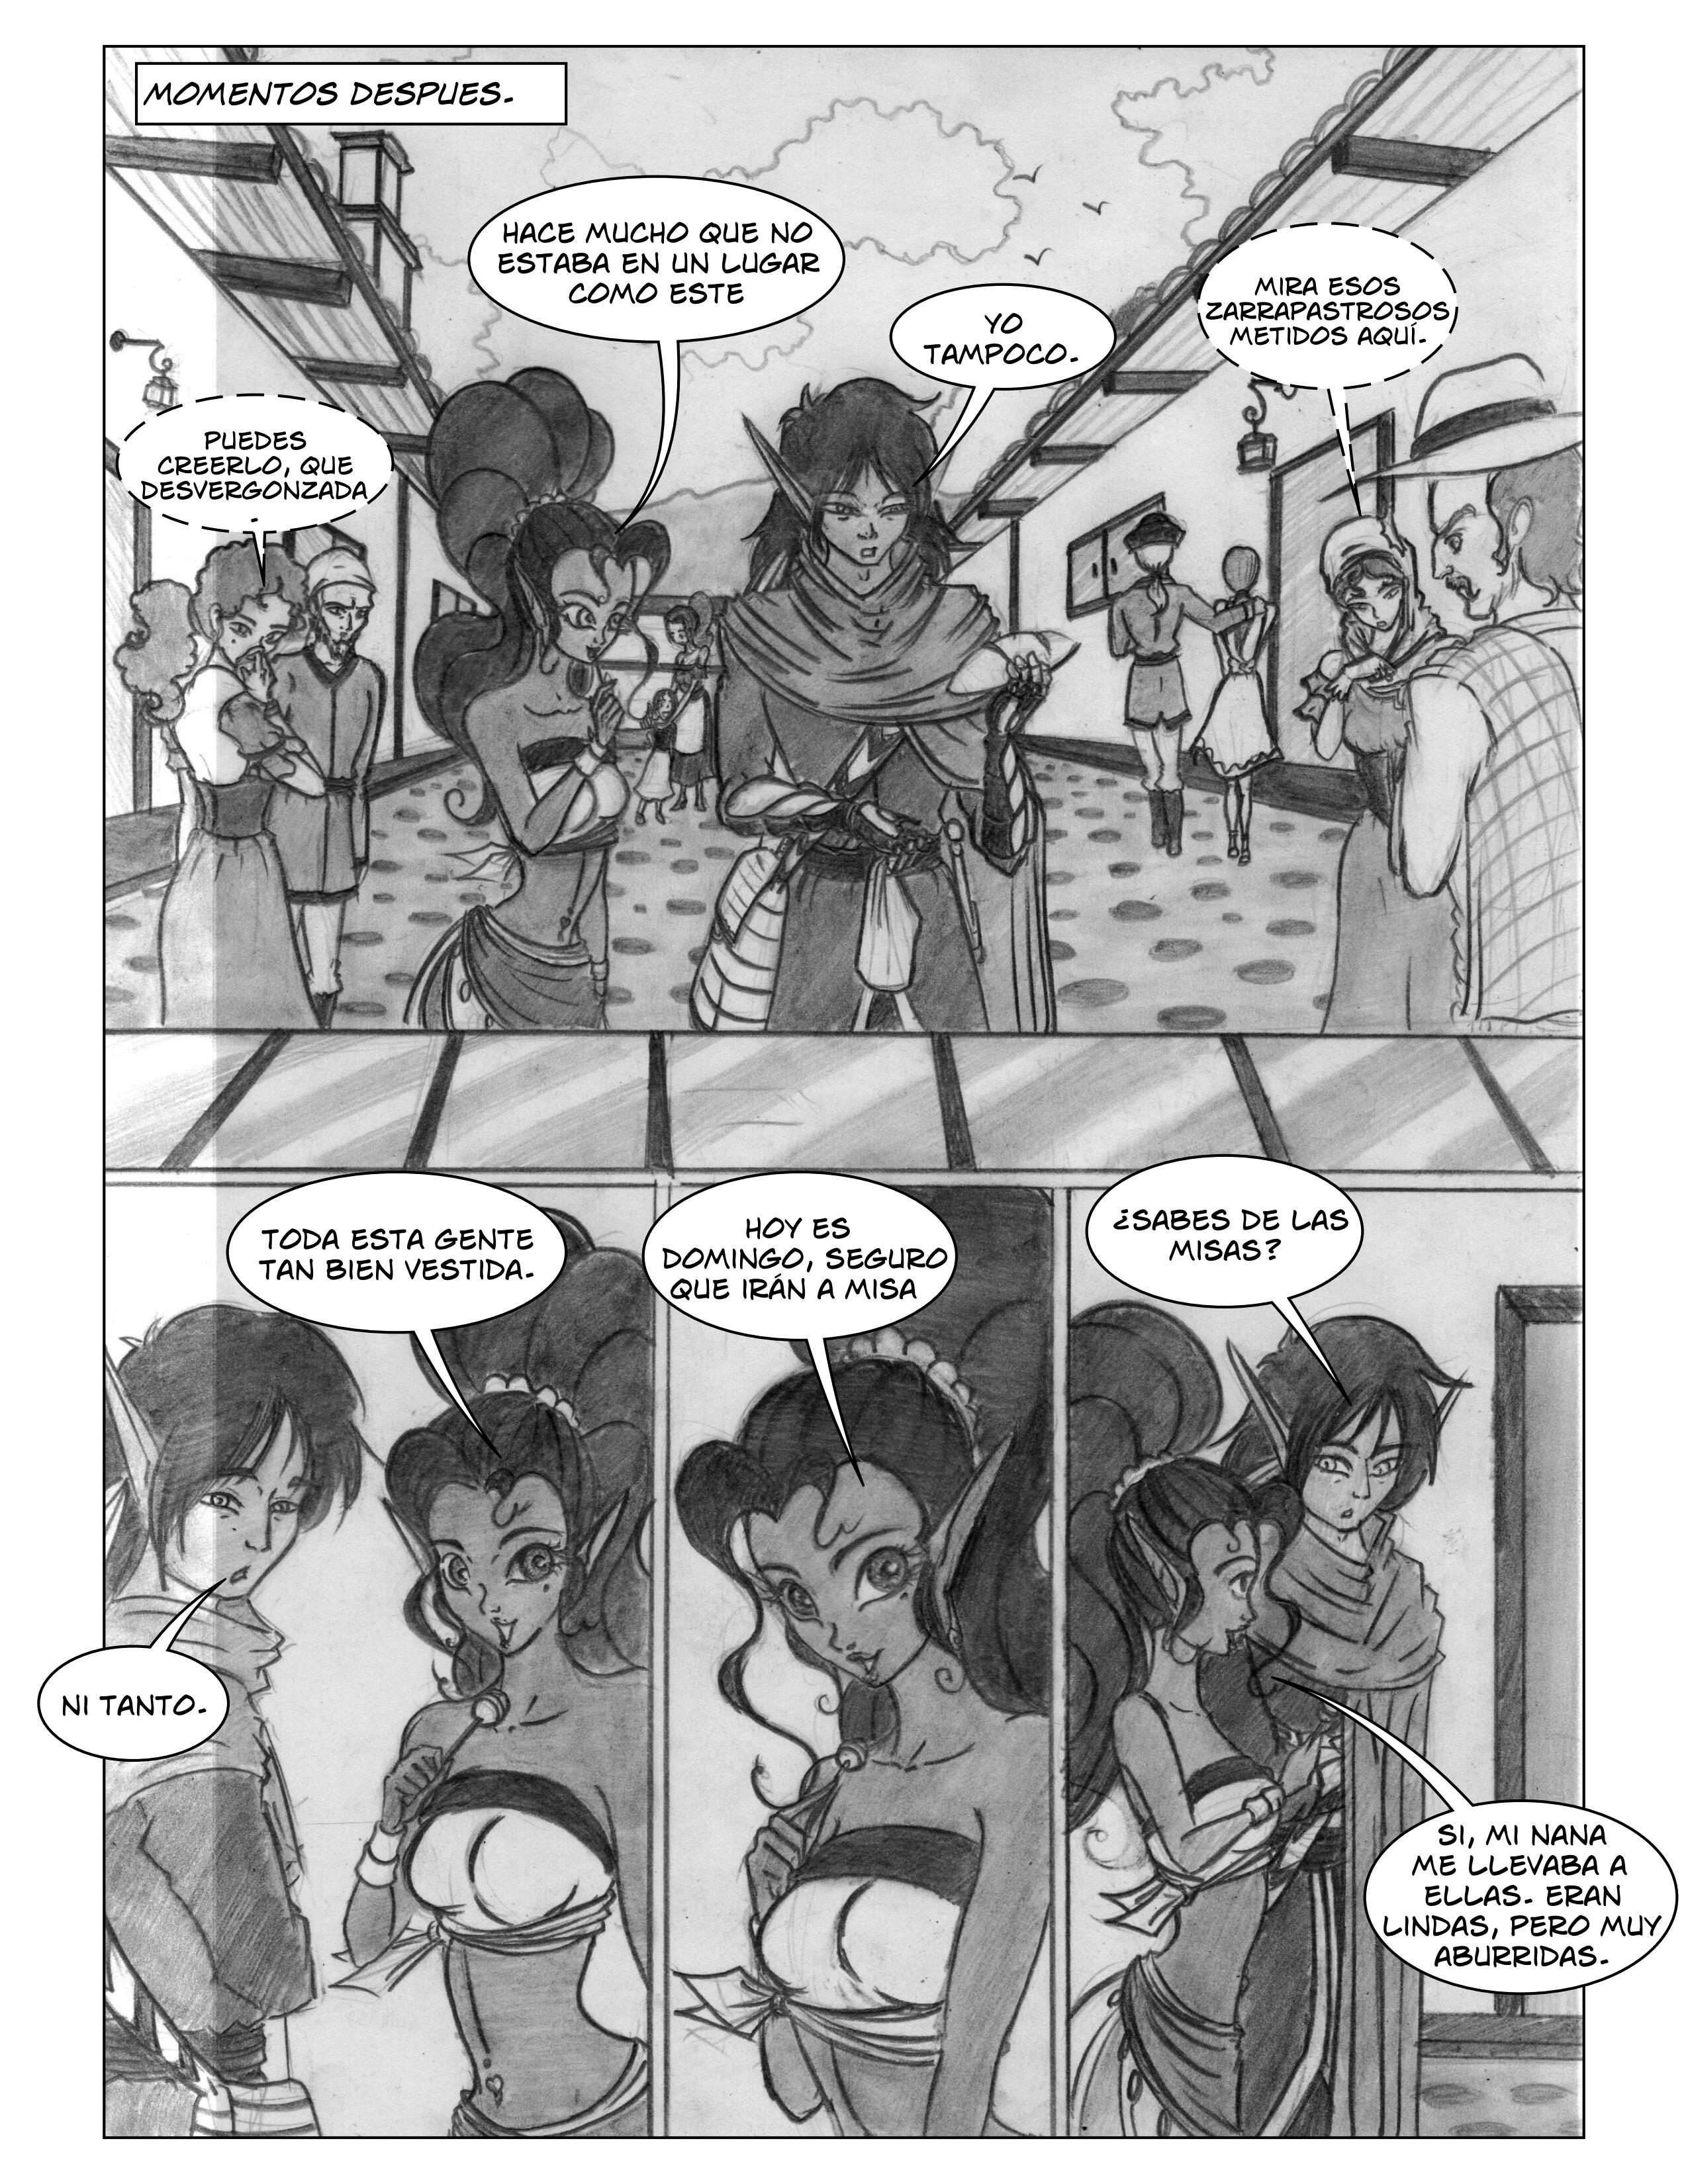 MOMENTOS DESPUES.
HACE MUCHO QUE NO
ESTABA EN UN LUGAR
COMO ESTE
YO
TAMPOCO.
MIRA ESOS
ZARRAPASTROSOS
METIDOS AQUÍ.
PUEDES
CREERLO, QUE
DESVERGONZADA
.
TODA ESTA GENTE
TAN BIEN VESTIDA.
NI TANTO.
HOY ES
DOMINGO, SEGURO
QUE IRÁN A MISA
¿SABES DE LAS
MISAS?
SI, MI NANA
ME LLEVABA A
ELLAS. ERAN
LINDAS, PERO MUY
ABURRIDAS.